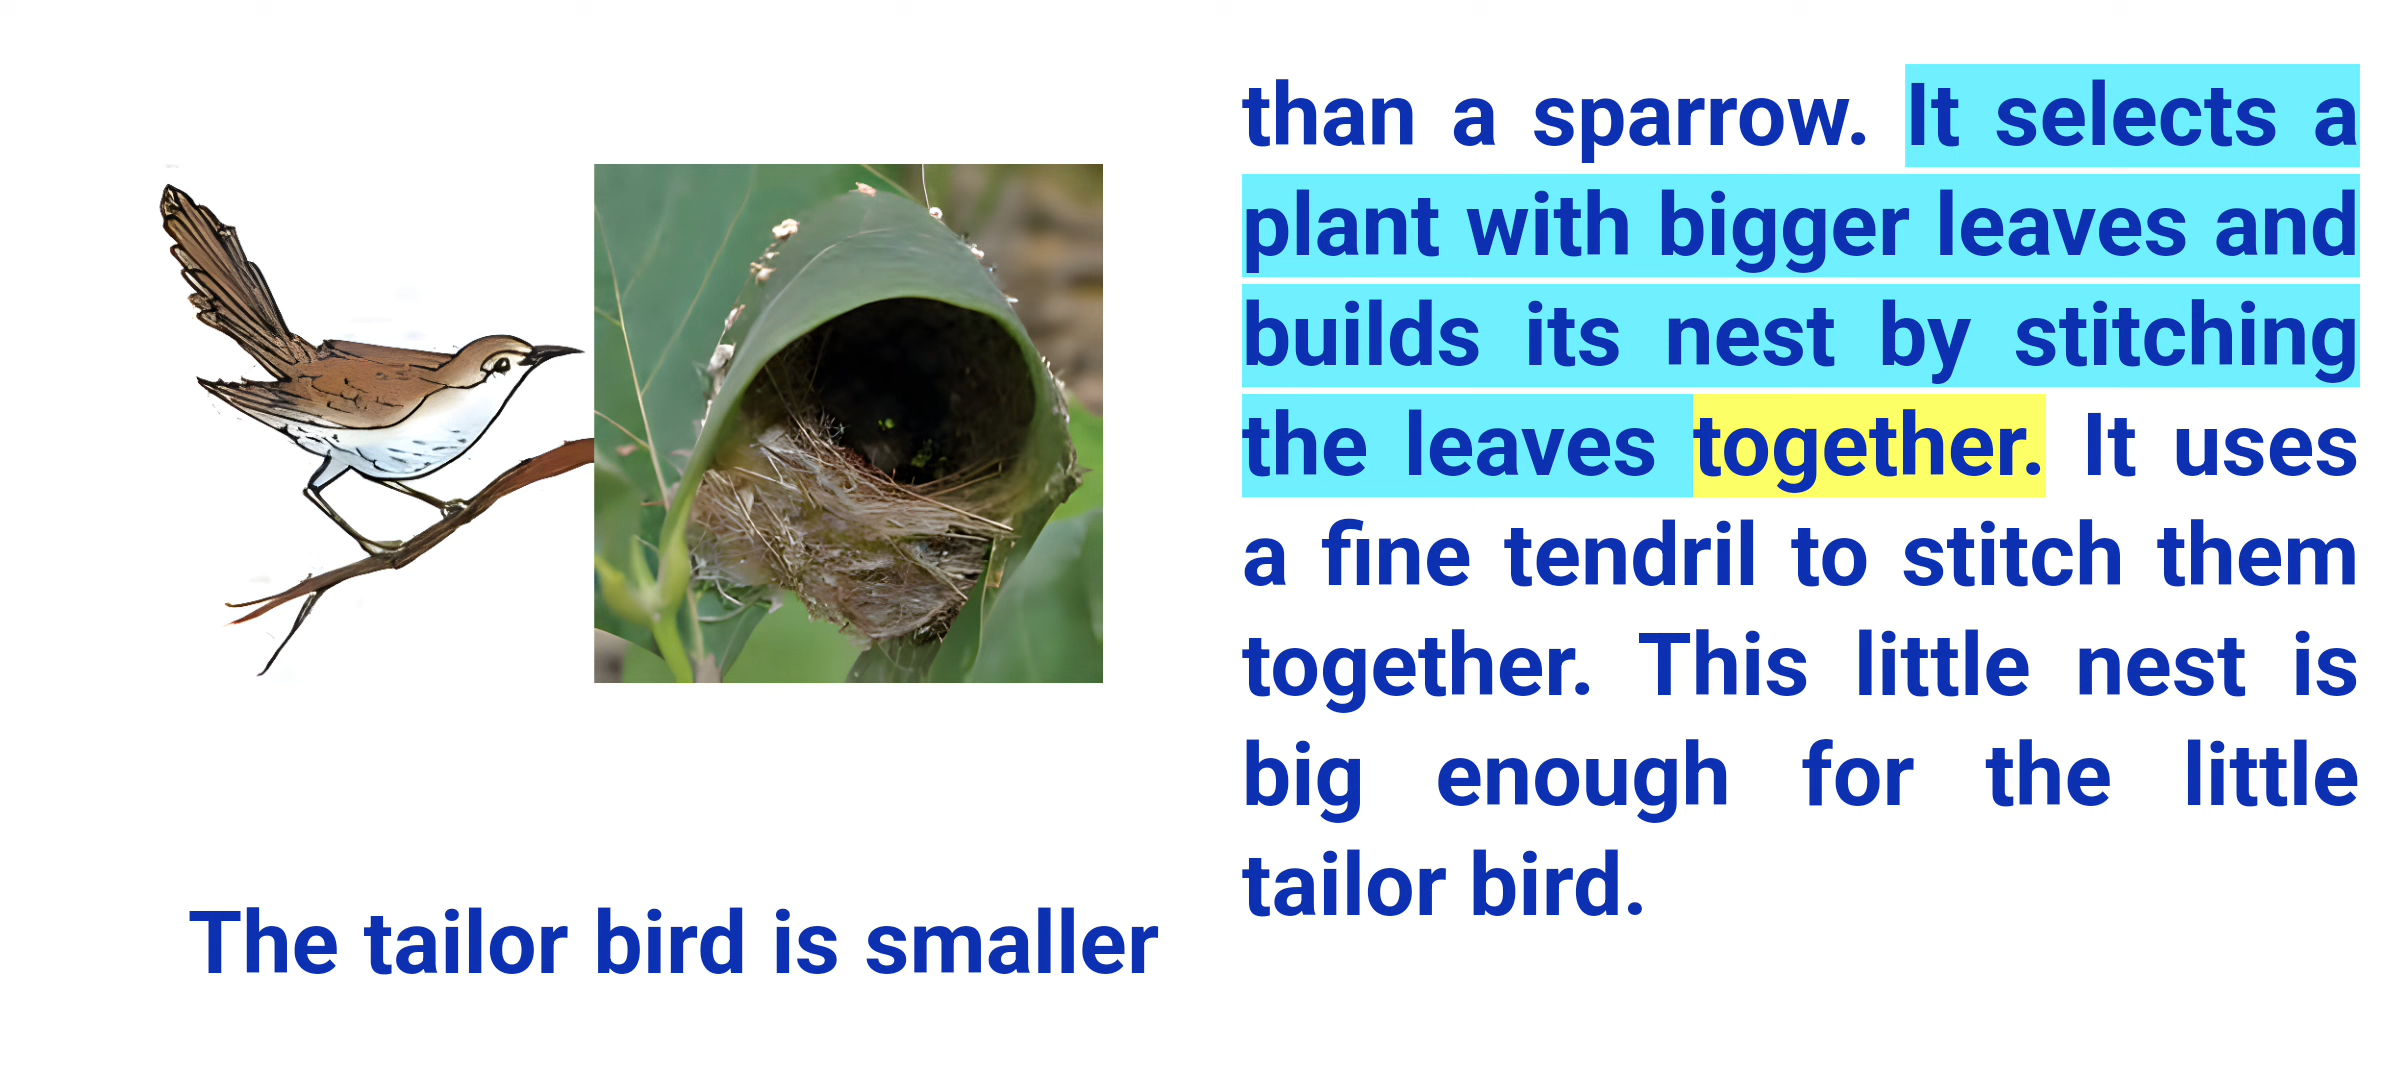 The tailor bird is smaller
than a sparrow. It selects a
plant with bigger leaves and
builds its nest by stitching
the leaves together. It uses
a fine tendril to stitch them
together. This little nest is
big enough for the little
tailor bird.